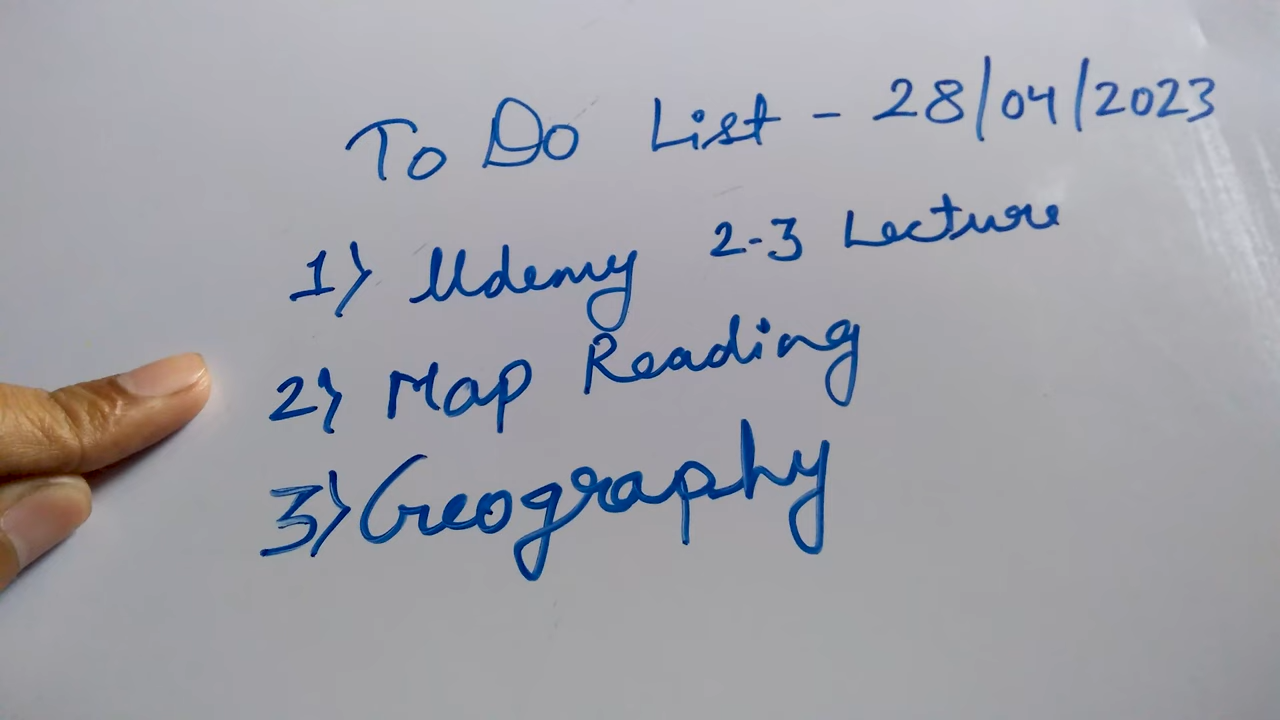 To Do List - 28/04/2023
1) Udemy 2-3 Lecture
2) Map Reading
3) Geography